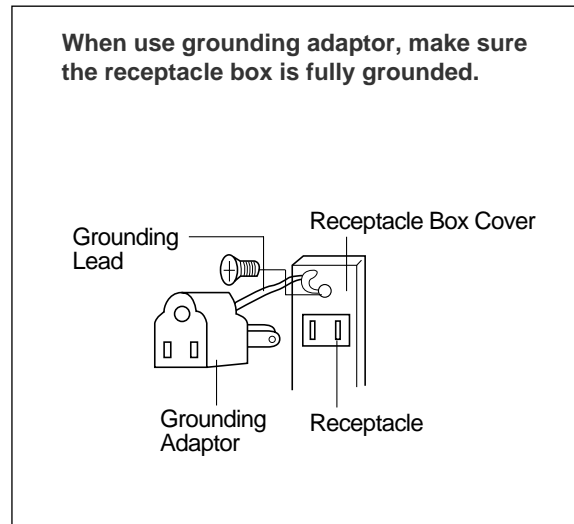 When use grounding adaptor, make sure
the receptacle box is fully grounded.
Receptacle Box Cover
Grounding
Lead
Grounding
Adaptor
Receptacle